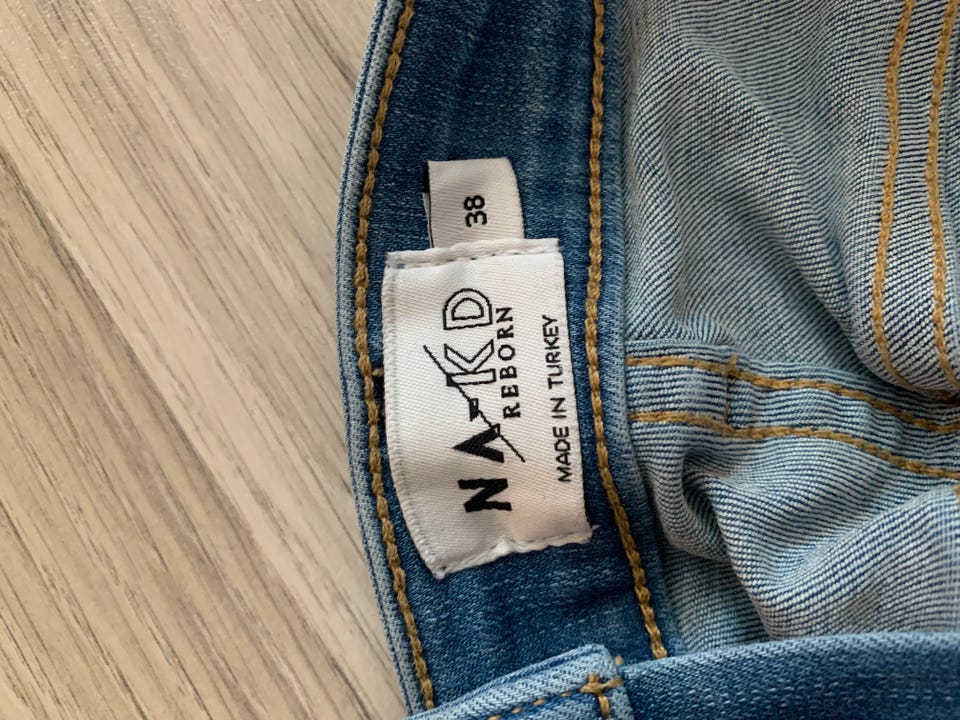 38
NA-KD
REBORN
MADE IN TURKEY